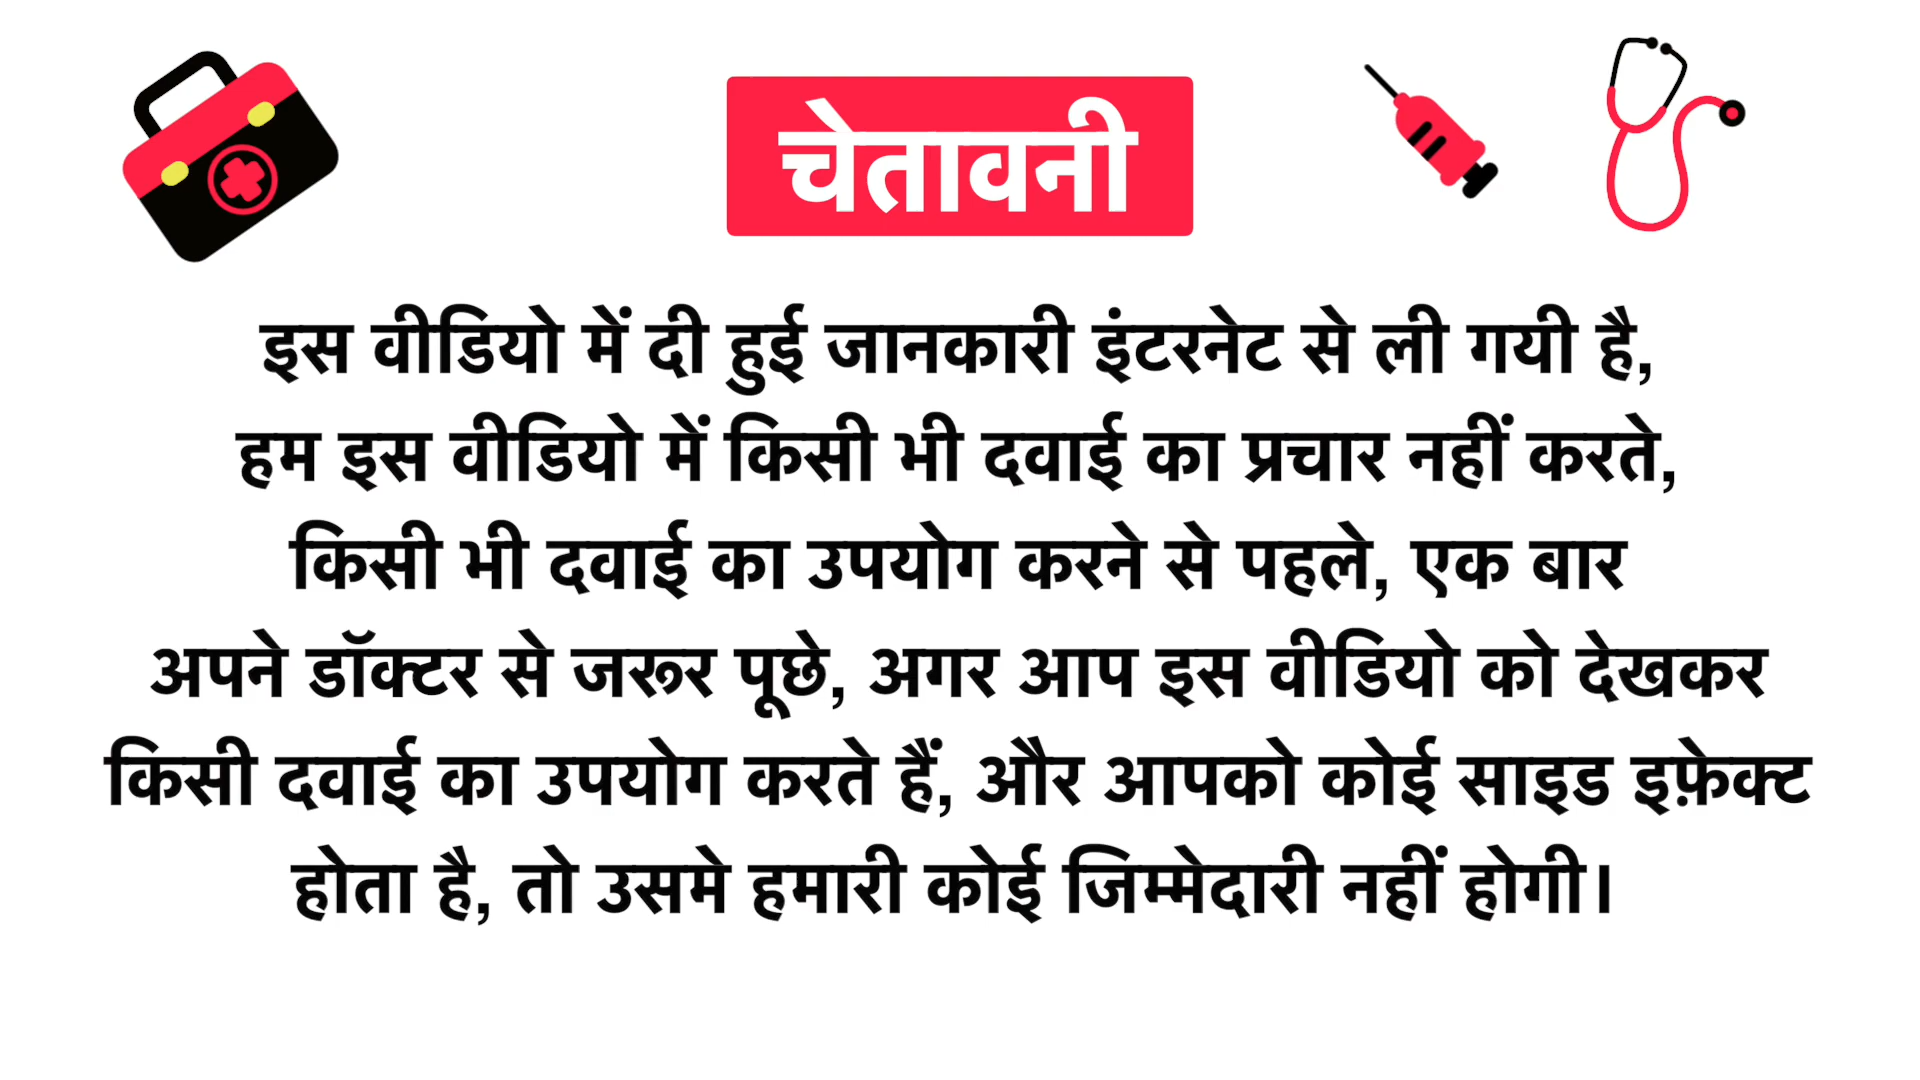 चेतावनी
इस वीडियो में दी हुई जानकारी इंटरनेट से ली गयी है,
हम इस वीडियो में किसी भी दवाई का प्रचार नहीं करते,
किसी भी दवाई का उपयोग करने से पहले, एक बार
अपने डॉक्टर से जरूर पूछे, अगर आप इस वीडियो को देखकर
किसी दवाई का उपयोग करते हैं, और आपको कोई साइड इफ़ेक्ट
होता है, तो उसमे हमारी कोई जिम्मेदारी नहीं होगी।